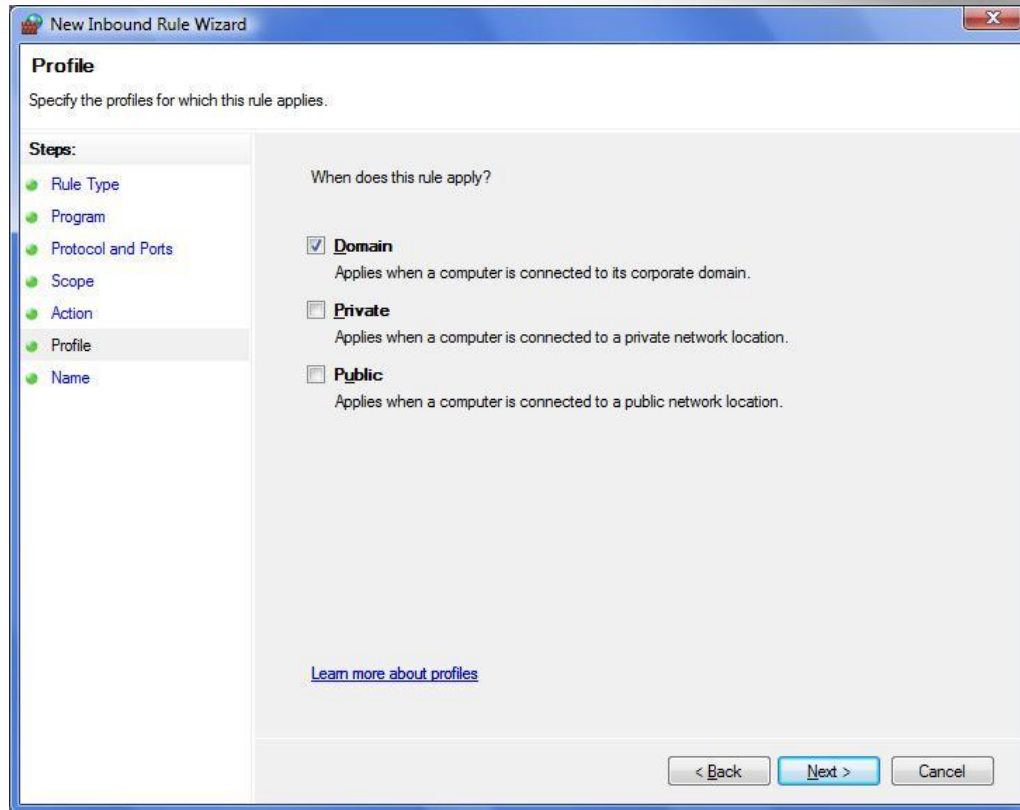 New Inbound Rule Wizard
X
Profile
Specify the profiles for which this rule applies.
Steps:
Rule Type
Program
Protocol and Ports
Scope
Action
Profile
Name
When does this rule apply?
Domain
Applies when a computer is connected to its corporate domain.
Private
Applies when a computer is connected to a private network location.
Public
Applies when a computer is connected to a public network location.
Learn more about profiles
< Back
Next >
Cancel